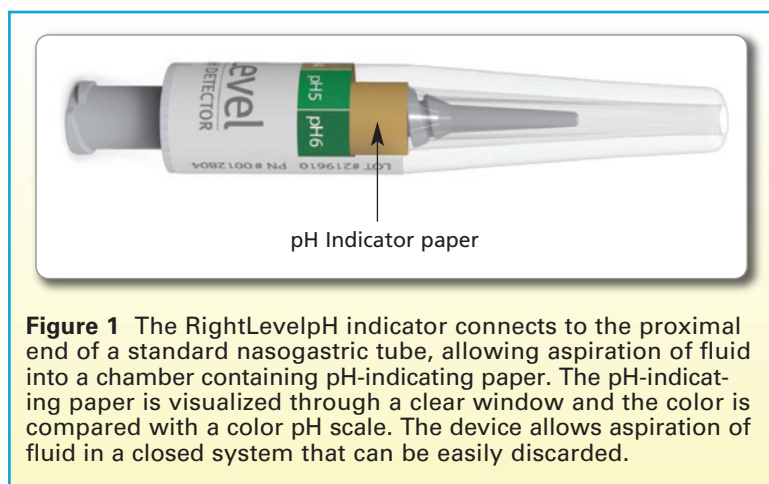 Level
DETECTOR
pH5
pH6
LOT #219610 PN # 0012804
pH Indicator paper
Figure 1 The RightLevelpH indicator connects to the proximal
end of a standard nasogastric tube, allowing aspiration of fluid
into a chamber containing pH-indicating paper. The pH-indicat-
ing paper is visualized through a clear window and the color is
compared with a color pH scale. The device allows aspiration of
fluid in a closed system that can be easily discarded.